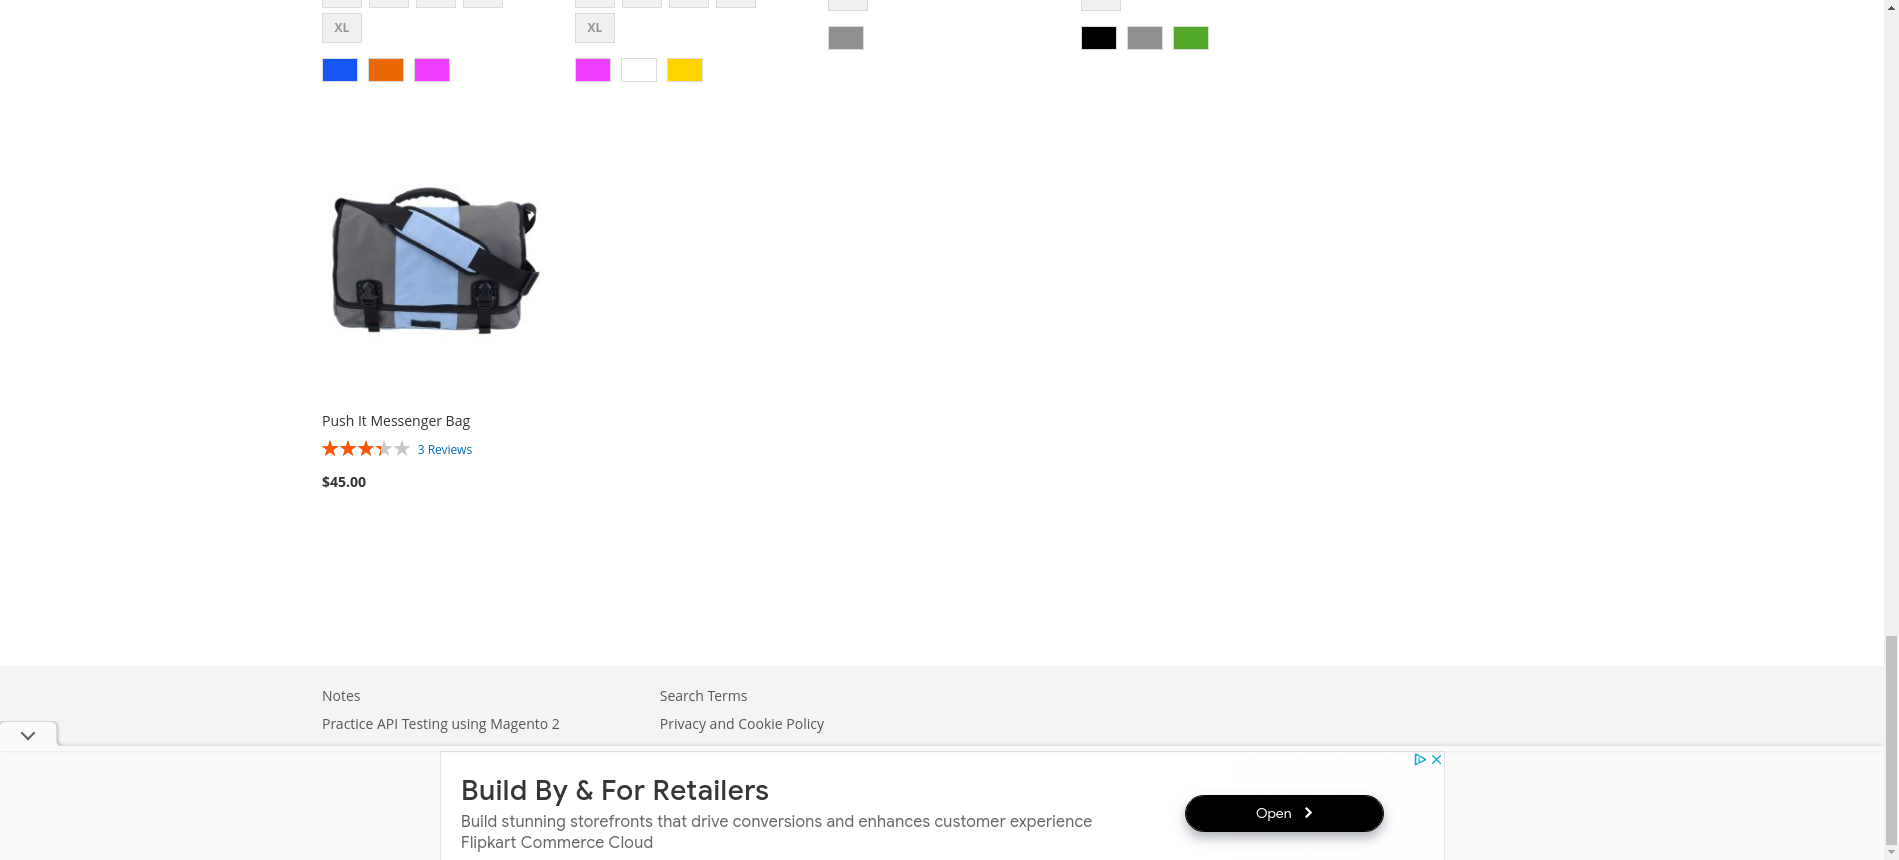 XL
XL
Push It Messenger Bag
3 Reviews
$45.00
Notes
Search Terms
Practice API Testing using Magento 2
Privacy and Cookie Policy
Build By & For Retailers
Build stunning storefronts that drive conversions and enhances customer experience
Flipkart Commerce Cloud
Open